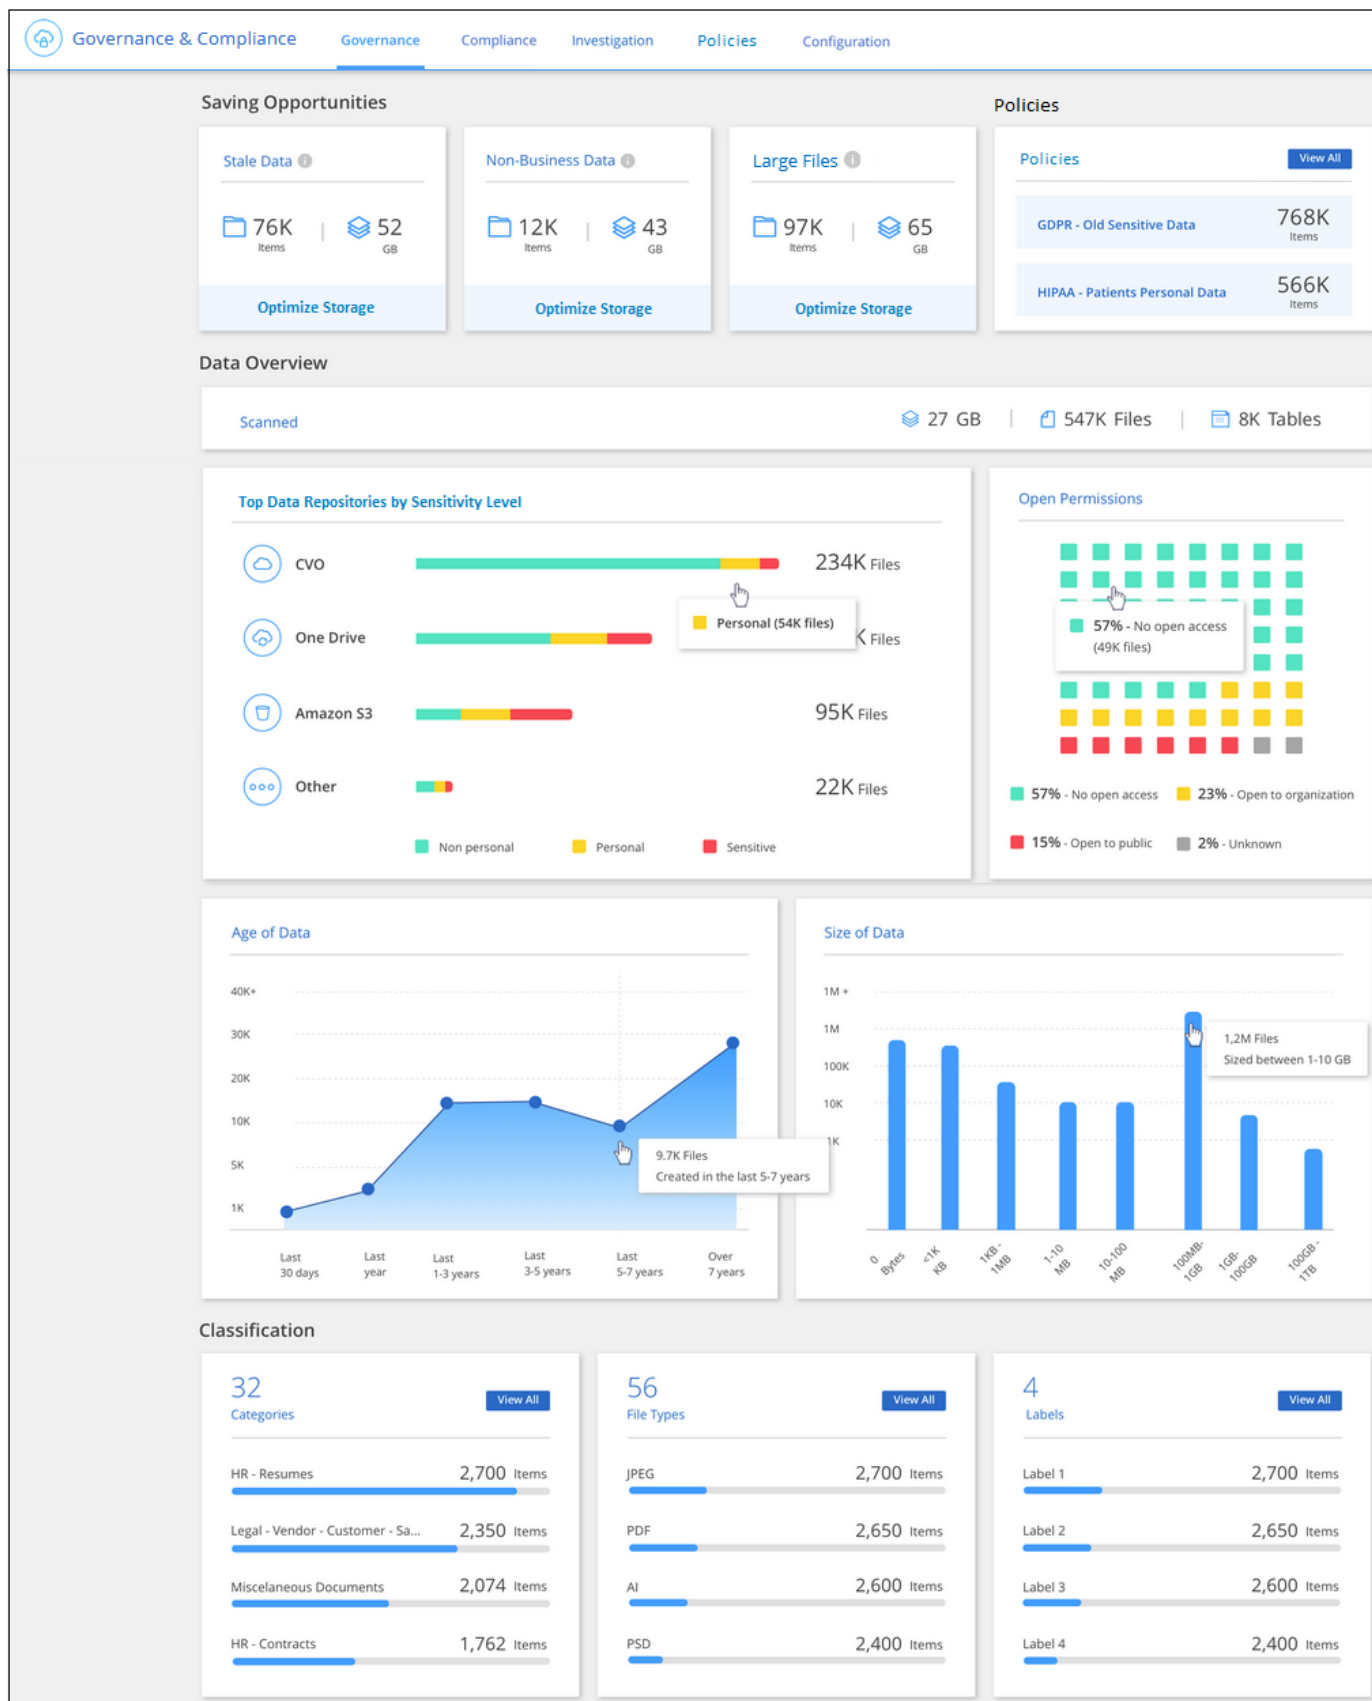 Governance & Compliance Governance Compliance Investigation Policies Configuration
Saving Opportunities
Policies
Stale Data
76K Items
52 GB
Optimize Storage
Non-Business Data
12K Items
43 GB
Optimize Storage
Large Files
97K Items
65 GB
Optimize Storage
Policies View All
GDPR - Old Sensitive Data 768K Items
HIPAA - Patients Personal Data 566K Items
Data Overview
Scanned 27 GB 547K Files 8K Tables
Top Data Repositories by Sensitivity Level
CVO 234K Files
Personal (54K files)
One Drive K Files
Amazon S3 95K Files
Other 22K Files
Non personal Personal Sensitive
Open Permissions
57% - No open access
(49K files)
57% - No open access 23% - Open to organization
15% - Open to public 2% - Unknown
Age of Data
40K+
30K
20K
10K
5K
1K
9.7K Files
Created in the last 5-7 years
Last 30 days
Last year
Last 1-3 years
Last 3-5 years
Last 5-7 years
Over 7 years
Size of Data
1M +
1M
100K
10K
1K
1,2M Files
Sized between 1-10 GB
0 Bytes
<1K KB
1KB - 1MB
1-10 MB
10-100 MB
100MB- 1GB
1GB- 100GB
100GB - 1TB
Classification
32
Categories View All
HR - Resumes 2,700 Items
Legal - Vendor - Customer - Sa... 2,350 Items
Miscelaneous Documents 2,074 Items
HR - Contracts 1,762 Items
56
File Types View All
JPEG 2,700 Items
PDF 2,650 Items
AI 2,600 Items
PSD 2,400 Items
4
Labels View All
Label 1 2,700 Items
Label 2 2,650 Items
Label 3 2,600 Items
Label 4 2,400 Items